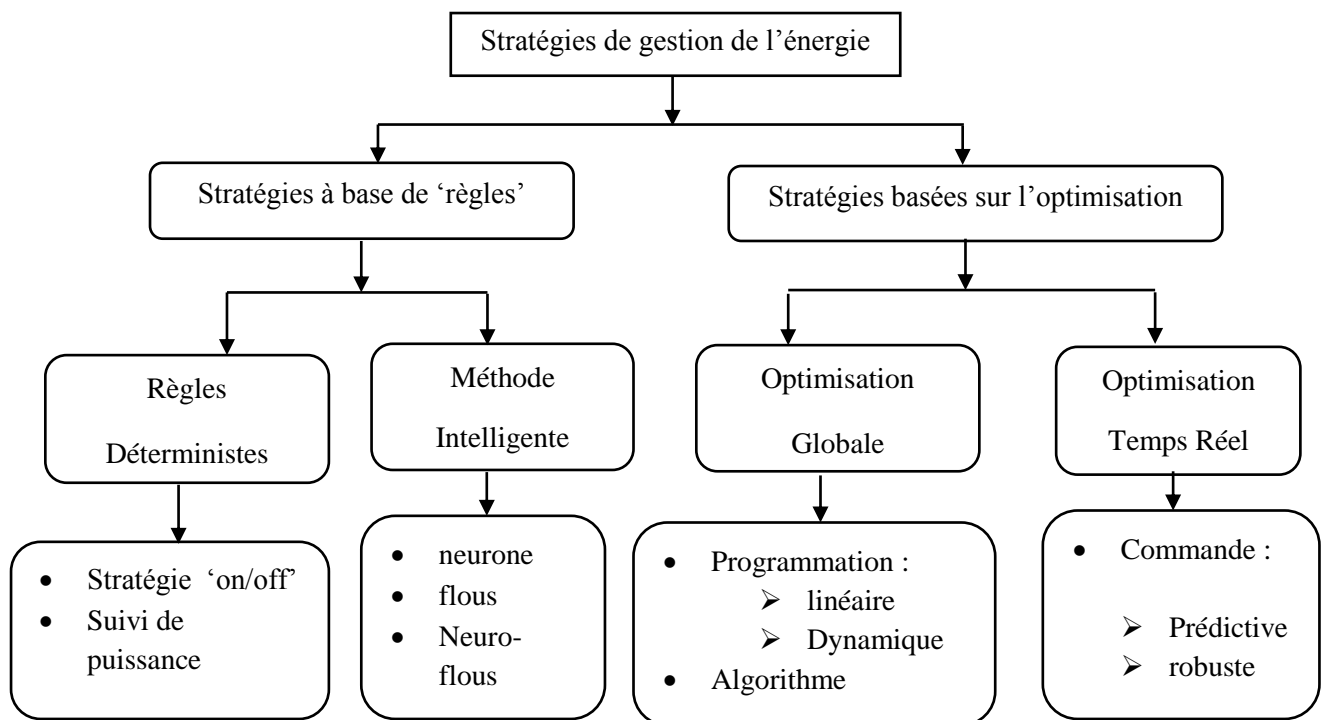 Stratégies de gestion de l’énergie
Stratégies à base de ‘règles’
Stratégies basées sur l’optimisation
Règles
Déterministes
Méthode
Intelligente
Optimisation
Globale
Optimisation
Temps Réel
• Stratégie ‘on/off’
• Suivi de
puissance
• neurone
• flous
• Neuro-
flous
• Programmation :
➢ linéaire
➢ Dynamique
• Algorithme
• Commande :
➢ Prédictive
➢ robuste